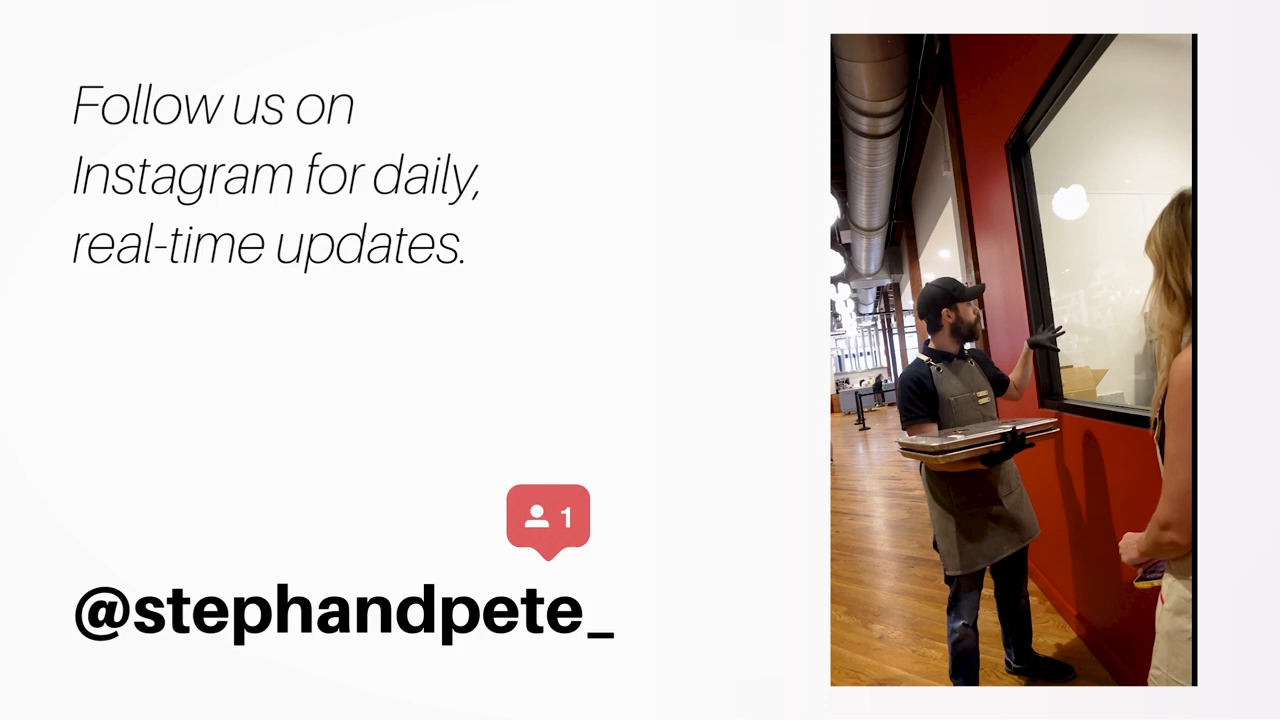 Follow us on
Instagram for daily,
real-time updates.
1
@stephandpete_